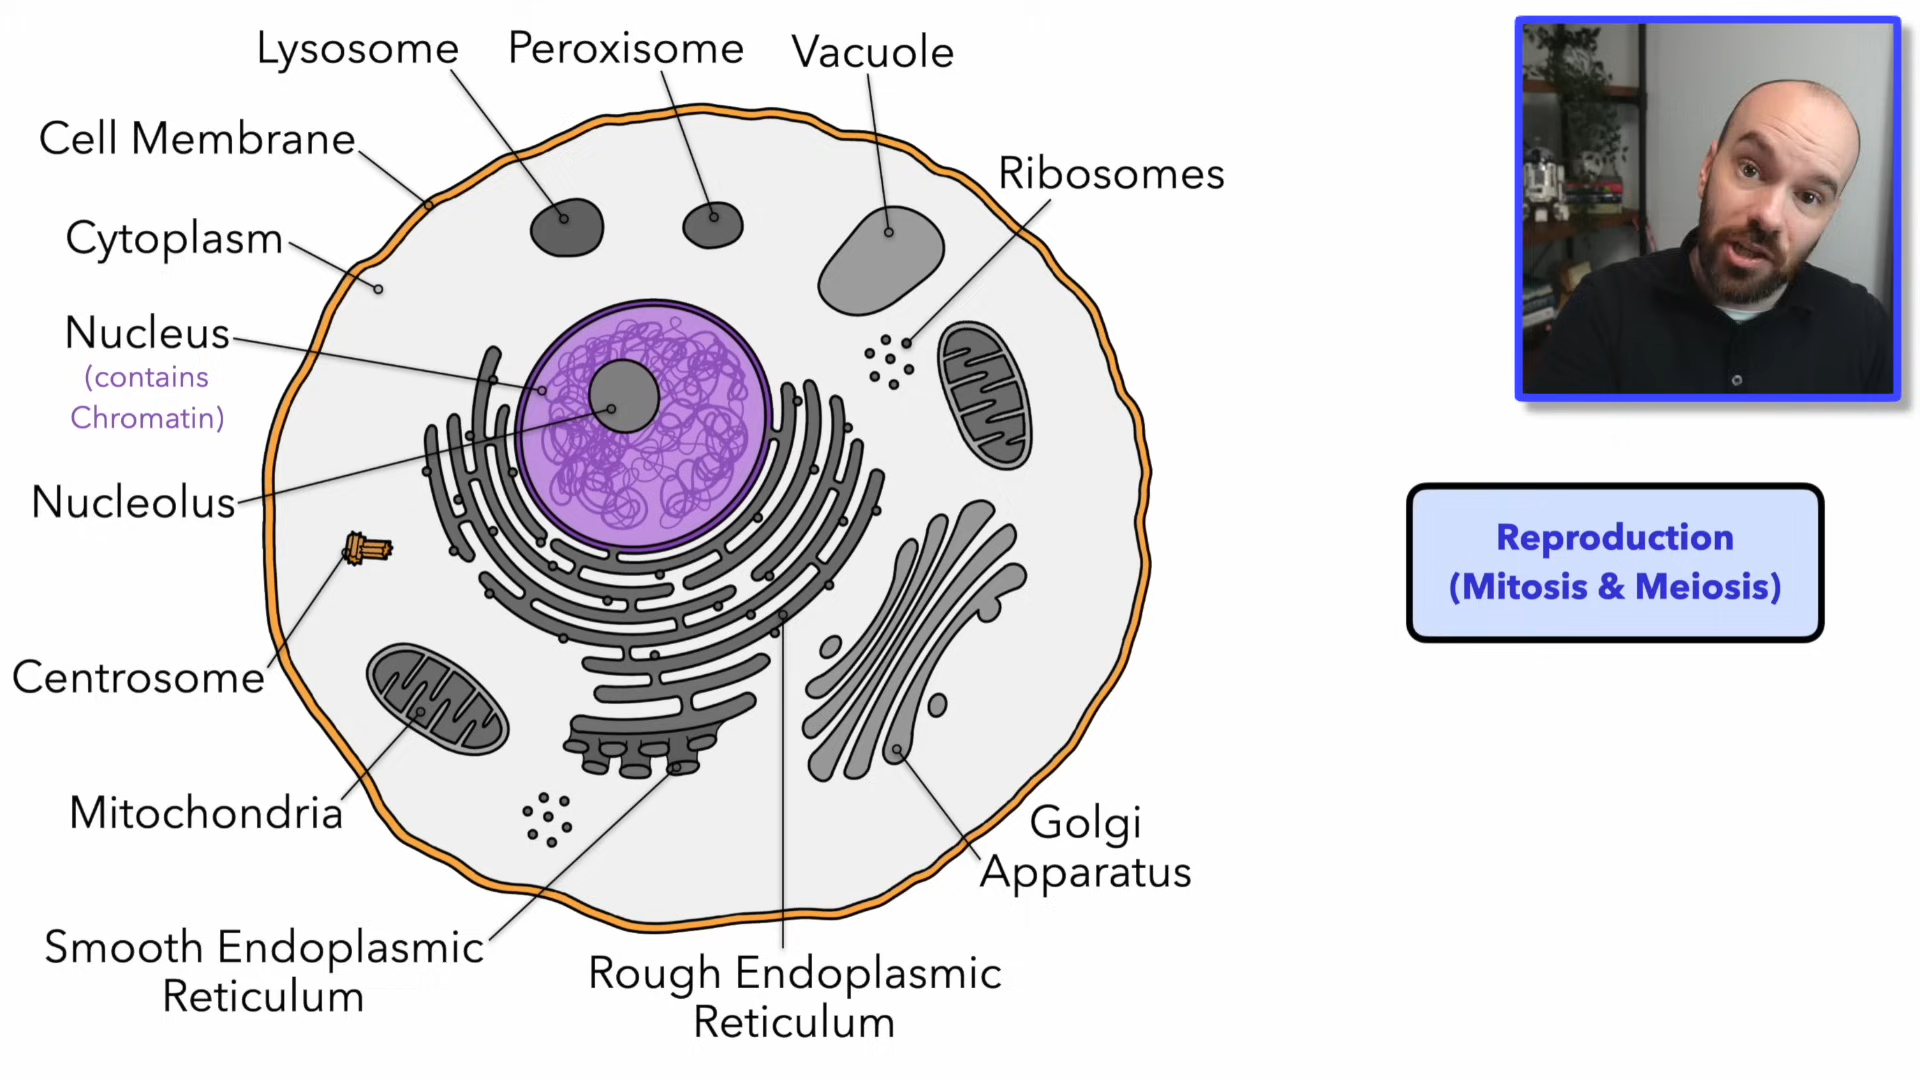 Lysosome
Peroxisome
Vacuole
Cell Membrane
Ribosomes
Cytoplasm
Nucleus
(contains
Chromatin)
Nucleolus
Reproduction
(Mitosis & Meiosis)
Centrosome
Mitochondria
Golgi
Apparatus
Smooth Endoplasmic
Reticulum
Rough Endoplasmic
Reticulum